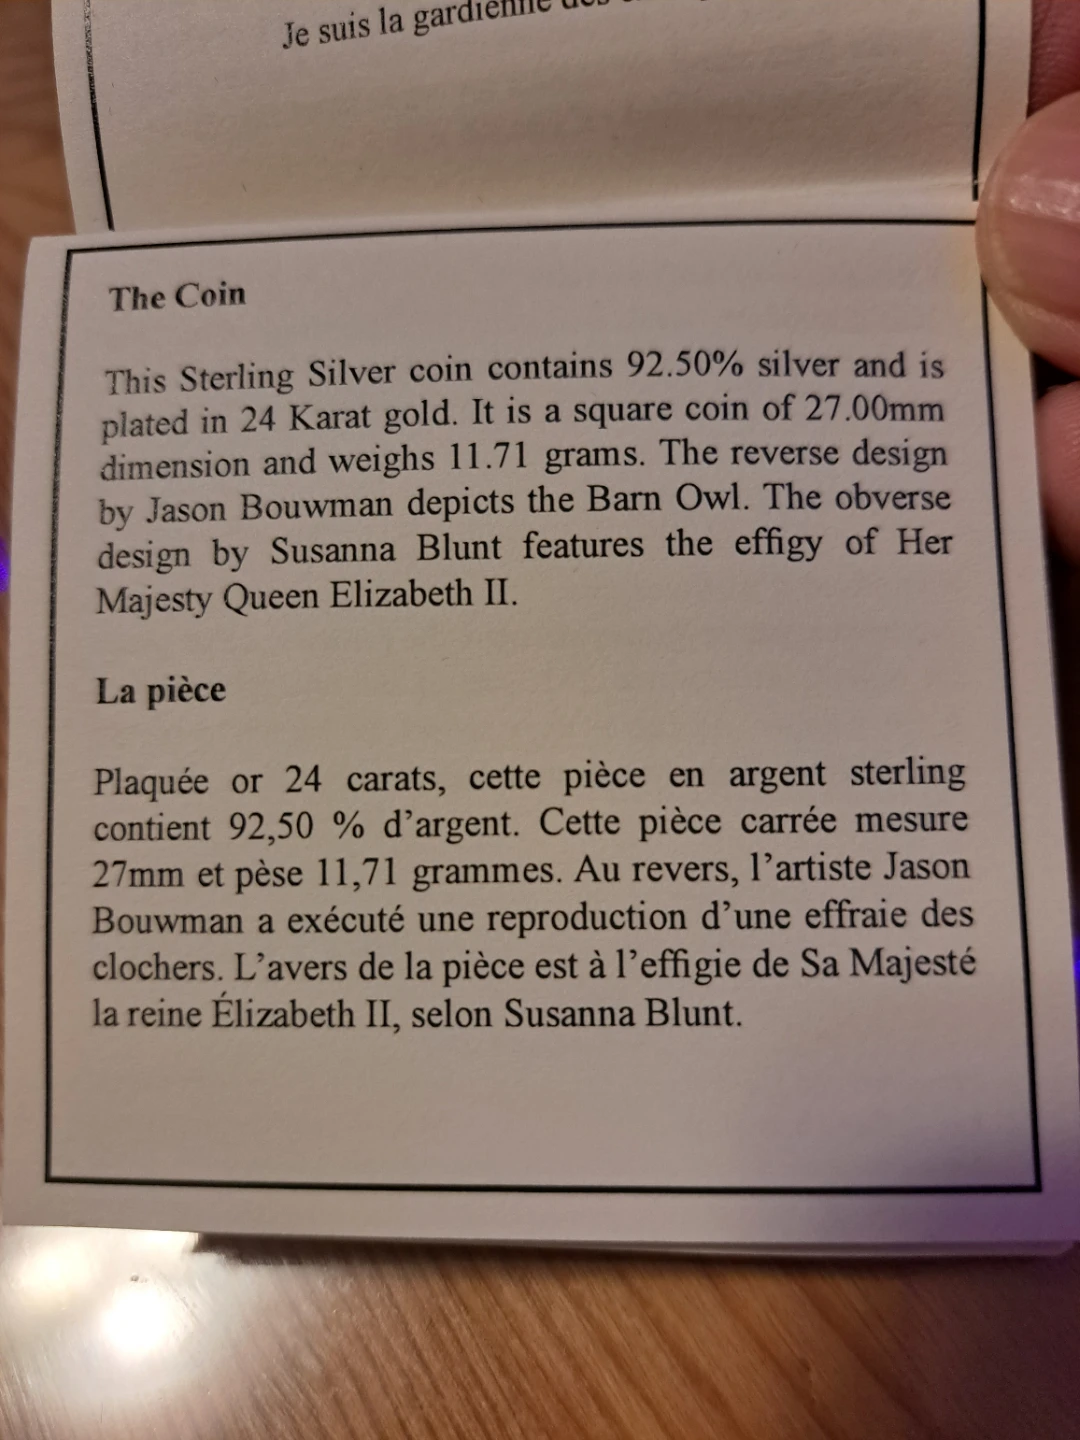 Je suis la gardienne des
The Coin
This Sterling Silver coin contains 92.50% silver and is
plated in 24 Karat gold. It is a square coin of 27.00mm
dimension and weighs 11.71 grams. The reverse design
by Jason Bouwman depicts the Barn Owl. The obverse
design by Susanna Blunt features the effigy of Her
Majesty Queen Elizabeth II.
La pièce
Plaquée or 24 carats, cette pièce en argent sterling
contient 92,50 % d’argent. Cette pièce carrée mesure
27mm et pèse 11,71 grammes. Au revers, l’artiste Jason
Bouwman a exécuté une reproduction d’une effraie des
clochers. L’avers de la pièce est à l’effigie de Sa Majesté
la reine Élizabeth II, selon Susanna Blunt.